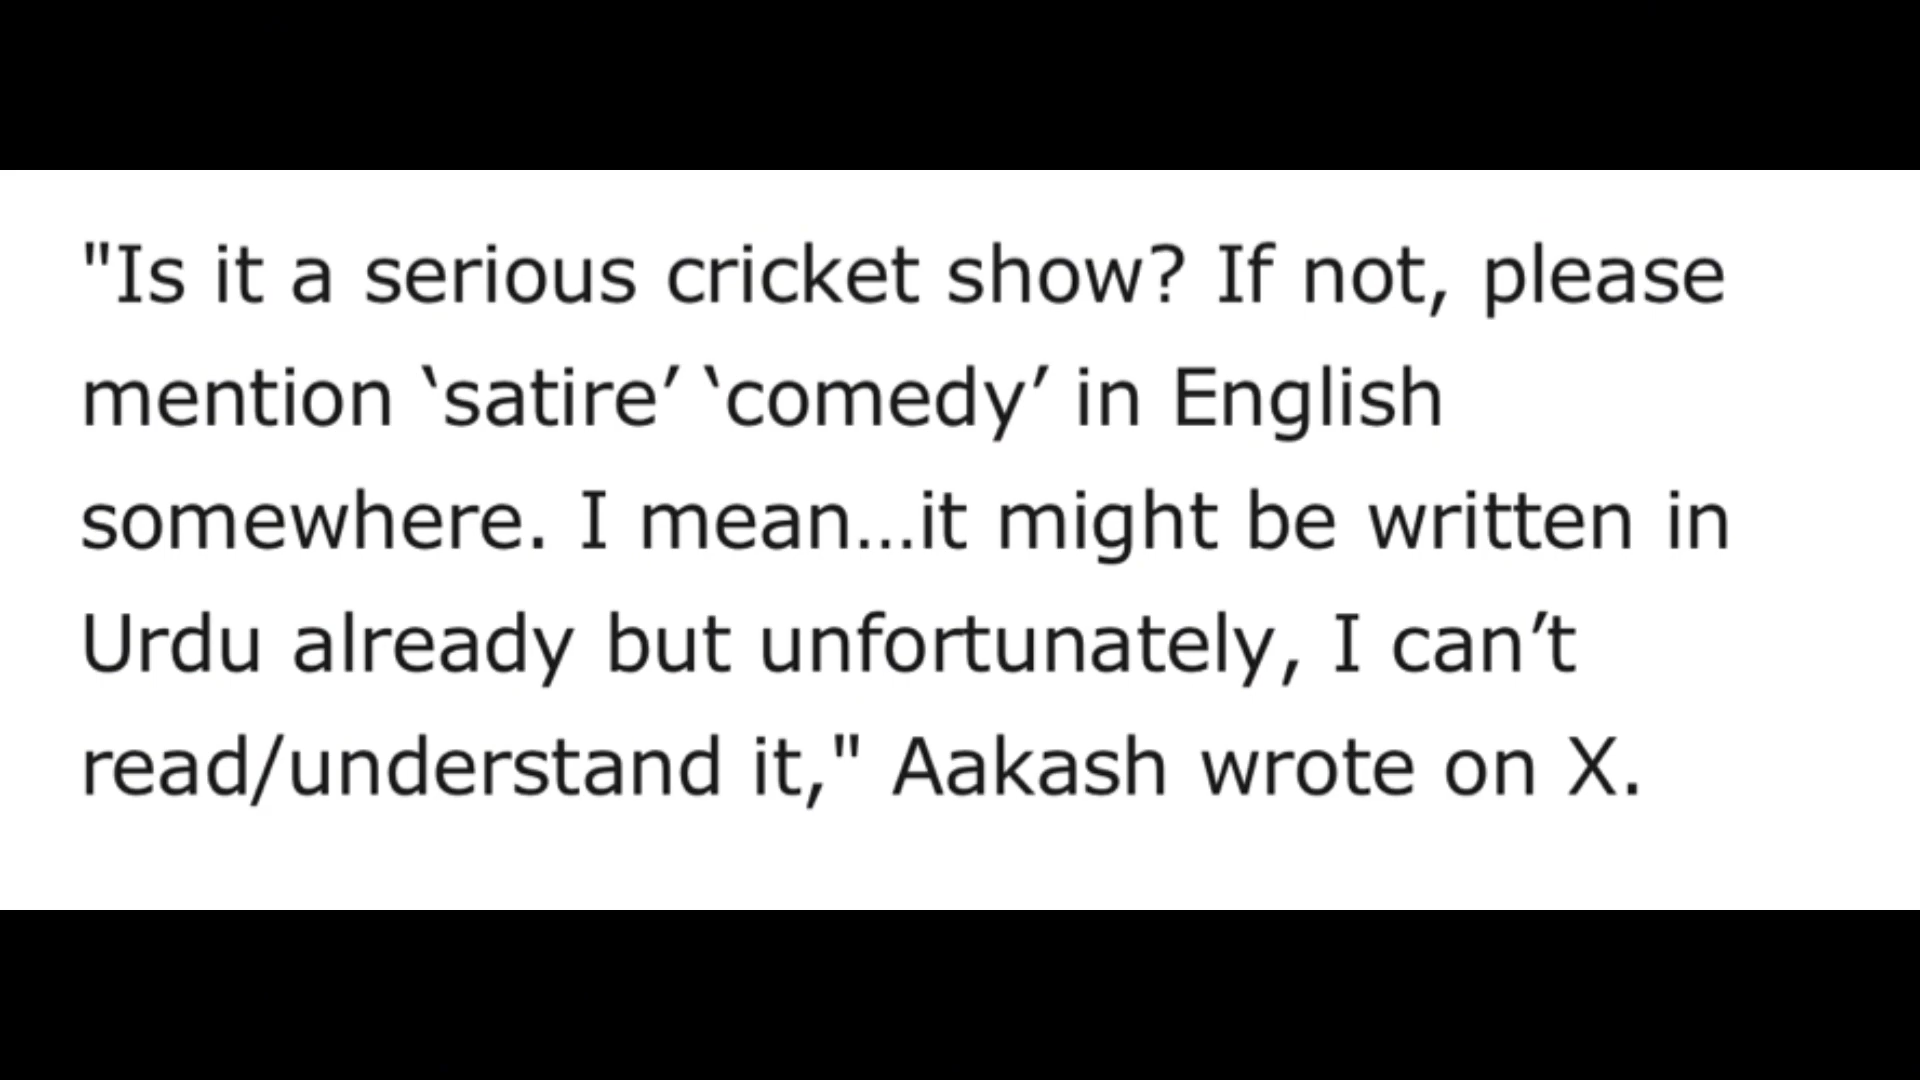 "Is it a serious cricket show? If not, please
mention ‘satire’ ‘comedy’ in English
somewhere. I mean…it might be written in
Urdu already but unfortunately, I can’t
read/understand it," Aakash wrote on X.